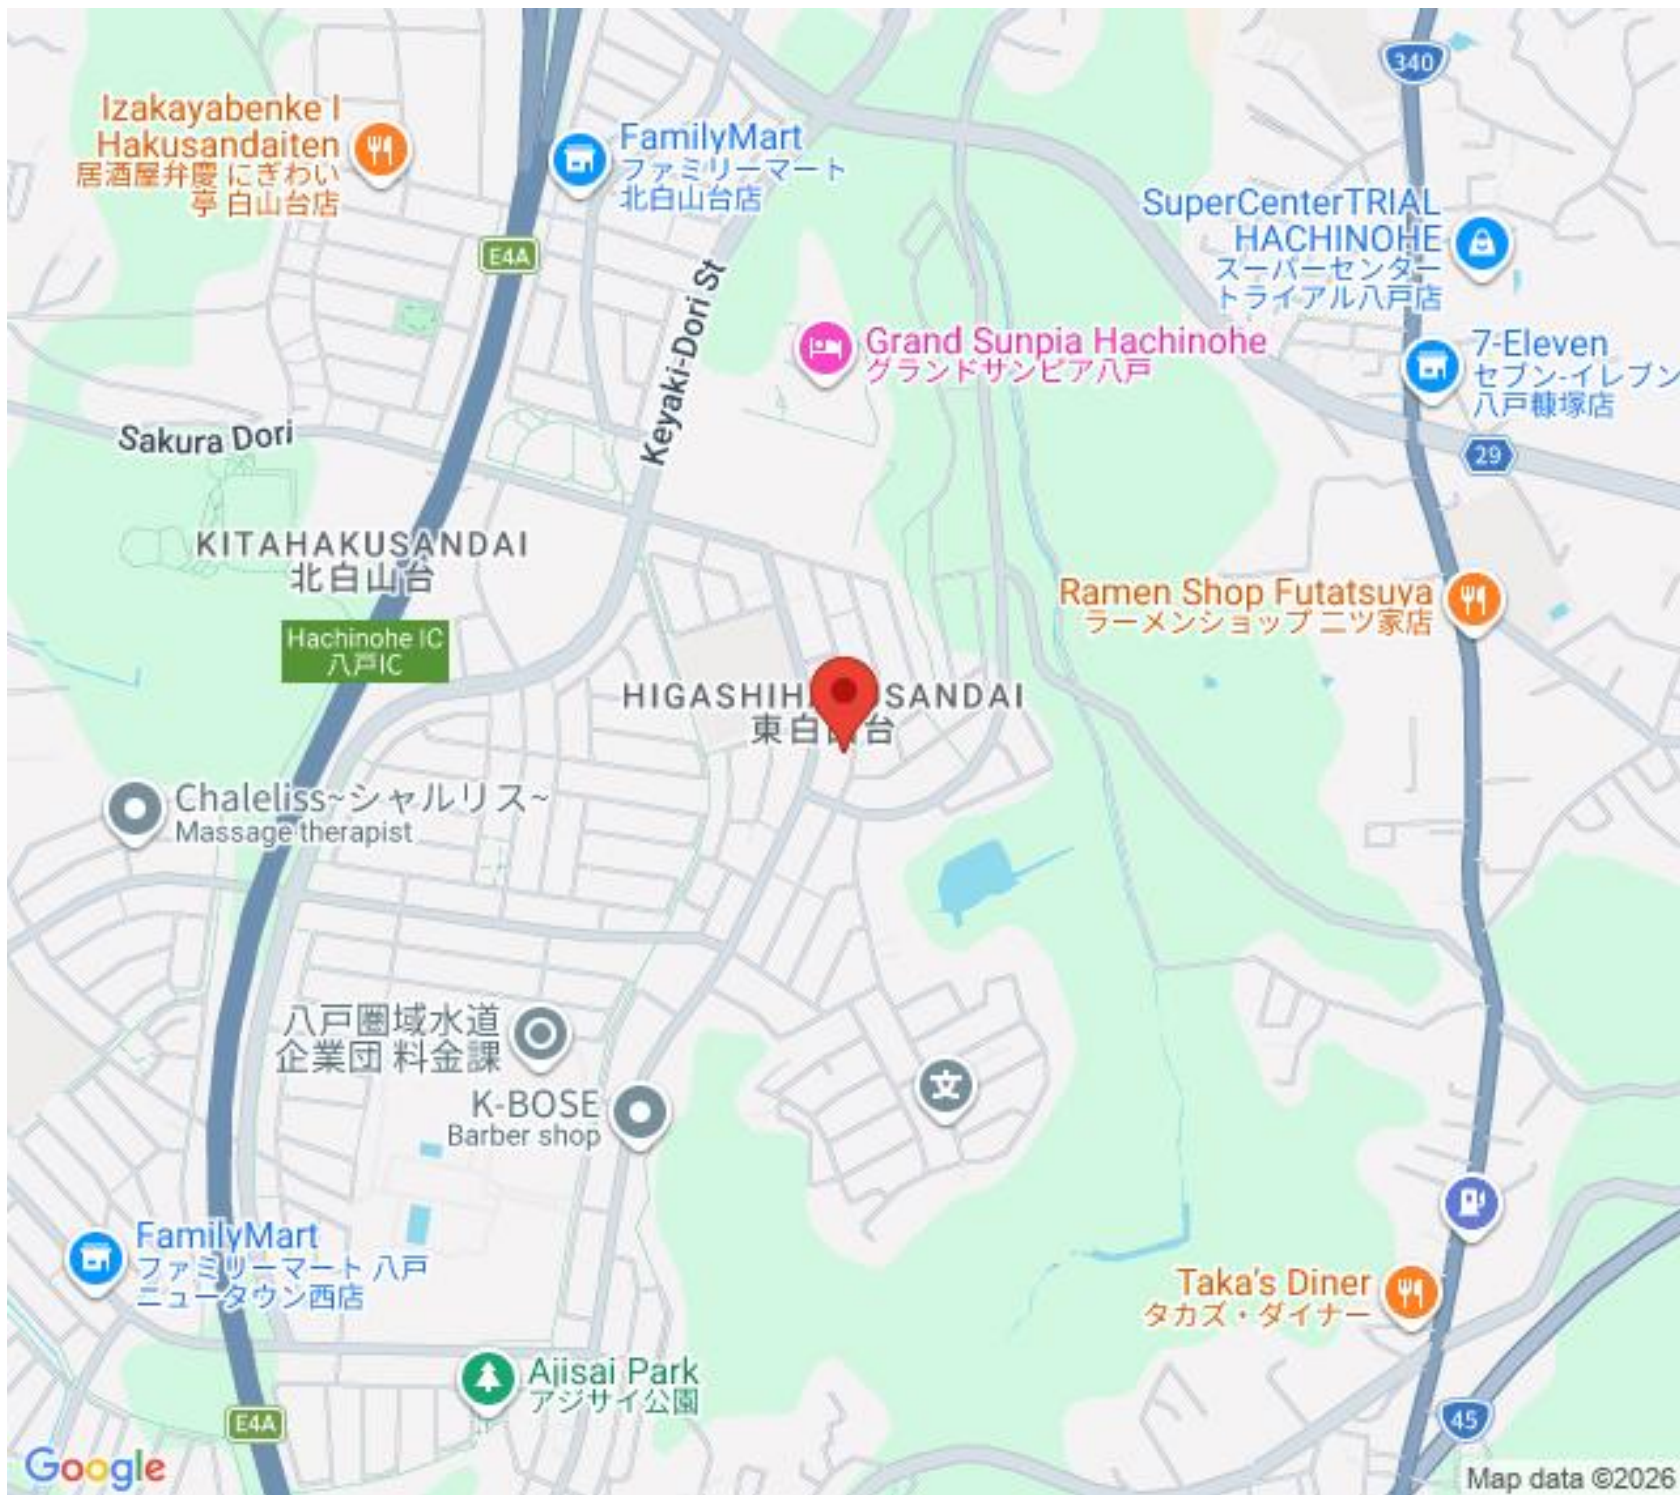 340
Izakayabenke I
Hakusandaiten
居酒屋弁慶 にぎわい
亭 白山台店
FamilyMart
ファミリーマート
北白山台店
SuperCenterTRIAL
HACHINOHE
スーパーセンター
トライアル八戸店
E4A
Keyaki-Dori St
Grand Sunpia Hachinohe
グランドサンピア八戸
7-Eleven
セブン-イレブン
八戸糠塚店
Sakura Dori
29
KITAHAKUSANDAI
北白山台
Ramen Shop Futatsuya
ラーメンショップ 二ツ家店
Hachinohe IC
八戸IC
HIGASHIH USANDAI
東白山台
Chaleliss~シャルリス~
Massage therapist
八戸圏域水道
企業団 料金課
文
K-BOSE
Barber shop
FamilyMart
ファミリーマート 八戸
ニュータウン西店
Taka's Diner
タカズ・ダイナー
Ajisai Park
アジサイ公園
E4A
45
Google
Map data ©2026